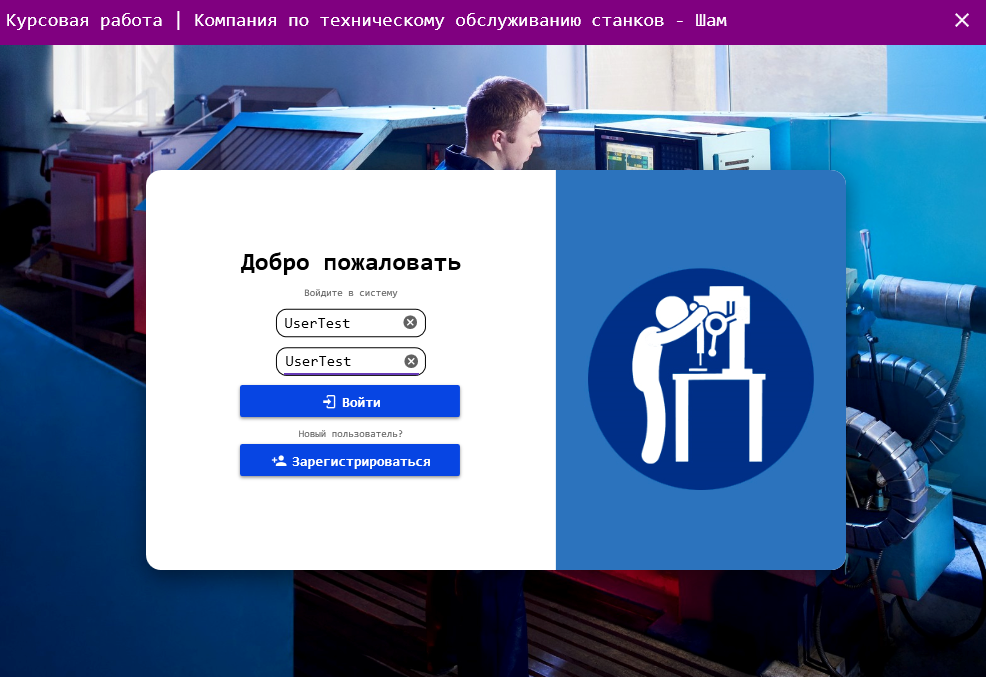 Курсовая работа | Компания по техническому обслуживанию станков - Шам
Добро пожаловать
Войдите в систему
UserTest
UserTest
Войти
Новый пользователь?
Зарегистрироваться